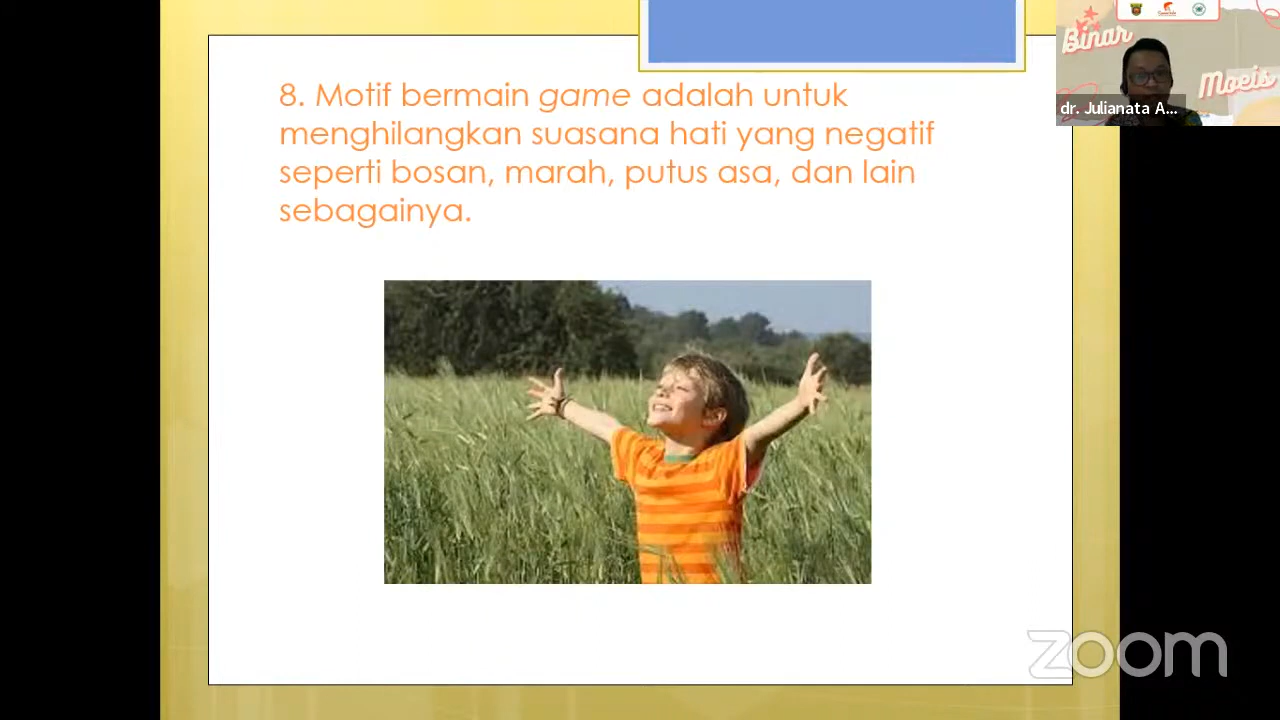 8. Motif bermain game adalah untuk
menghilangkan suasana hati yang negatif
seperti bosan, marah, putus asa, dan lain
sebagainya.
Binar
Moeis
dr. Julianata A...
zoom